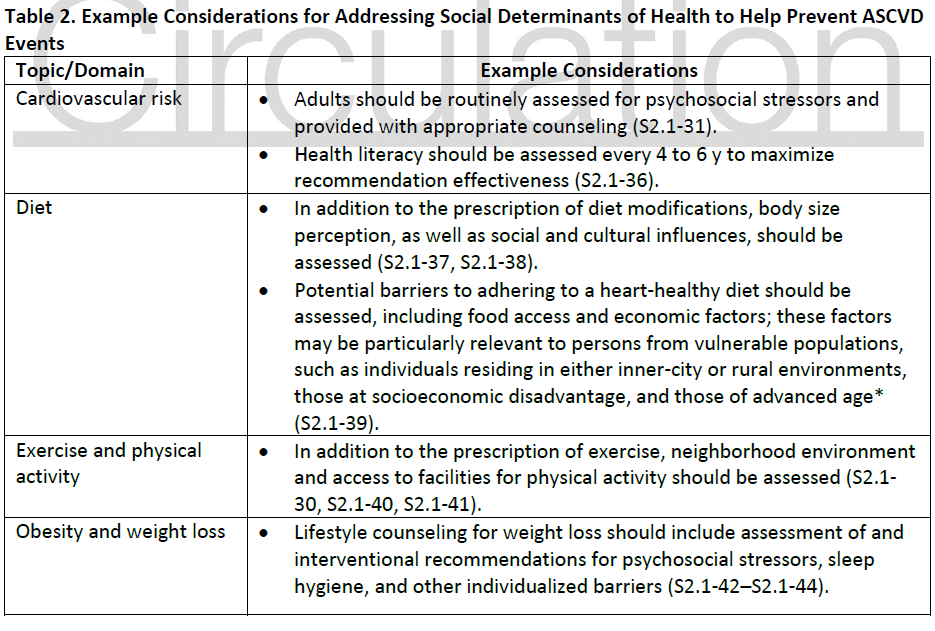 Circulation
Table 2. Example Considerations for Addressing Social Determinants of Health to Help Prevent ASCVD
Events
Topic/Domain
Example Considerations
Cardiovascular risk
• Adults should be routinely assessed for psychosocial stressors and
provided with appropriate counseling (S2.1-31).
• Health literacy should be assessed every 4 to 6 y to maximize
recommendation effectiveness (S2.1-36).
Diet
• In addition to the prescription of diet modifications, body size
perception, as well as social and cultural influences, should be
assessed (S2.1-37, S2.1-38).
• Potential barriers to adhering to a heart-healthy diet should be
assessed, including food access and economic factors; these factors
may be particularly relevant to persons from vulnerable populations,
such as individuals residing in either inner-city or rural environments,
those at socioeconomic disadvantage, and those of advanced age*
(S2.1-39).
Exercise and physical
activity
• In addition to the prescription of exercise, neighborhood environment
and access to facilities for physical activity should be assessed (S2.1-
30, S2.1-40, S2.1-41).
Obesity and weight loss
• Lifestyle counseling for weight loss should include assessment of and
interventional recommendations for psychosocial stressors, sleep
hygiene, and other individualized barriers (S2.1-42–S2.1-44).